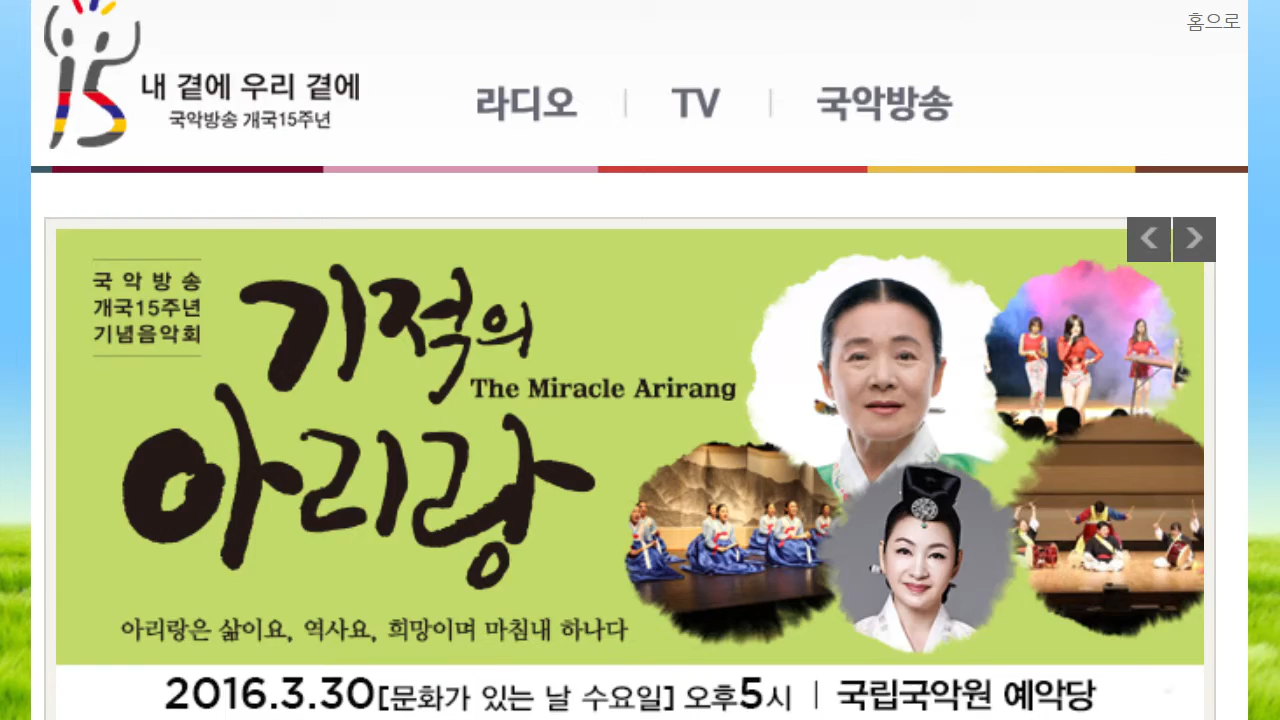 홈으로
15
내 곁에 우리 곁에
국악방송 개국15주년
라디오 | TV | 국악방송
국악방송
개국15주년
기념음악회
기적의
The Miracle Arirang
아리랑
아리랑은 삶이요, 역사요, 희망이며 마침내 하나다
2016.3.30[문화가 있는 날 수요일] 오후5시 | 국립국악원 예악당